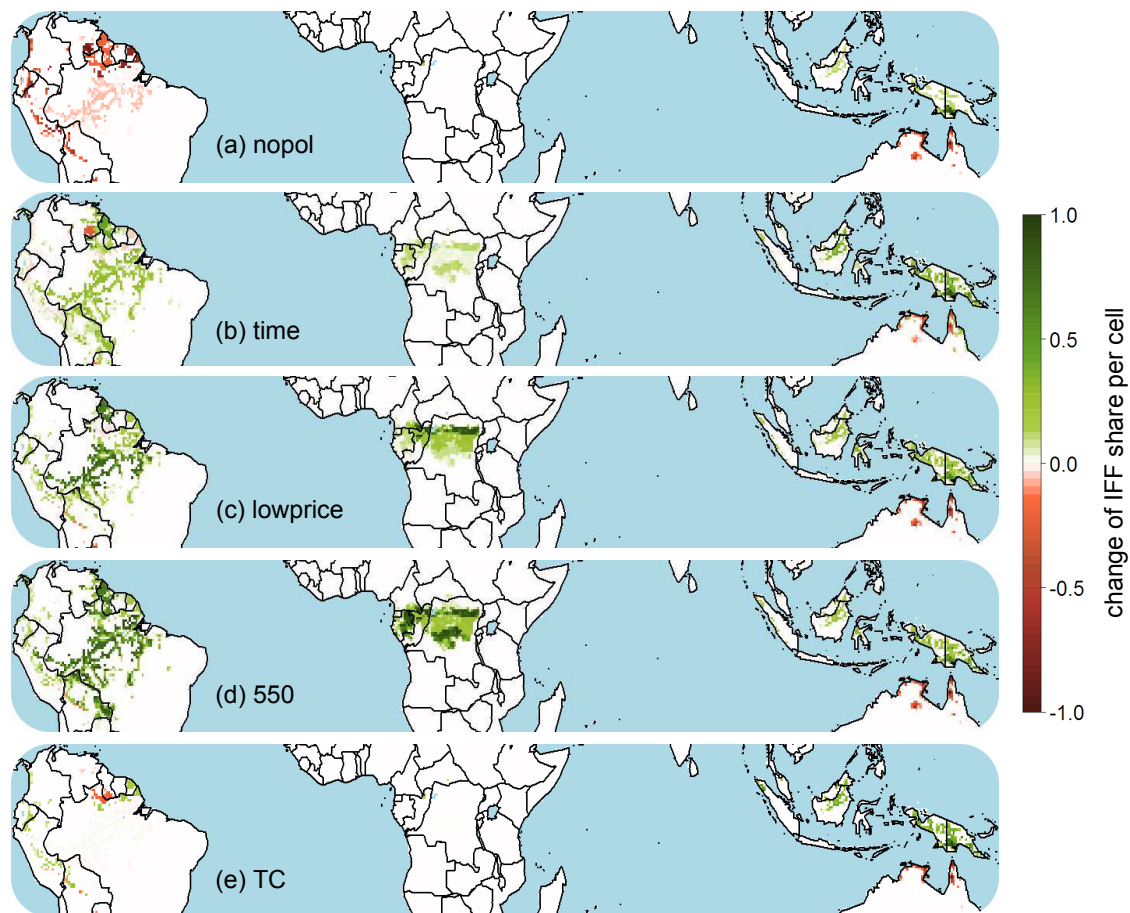 (a) nopol
(b) time
(c) lowprice
(d) 550
(e) TC
1.0
0.5
0.0
-0.5
-1.0
change of IFF share per cell